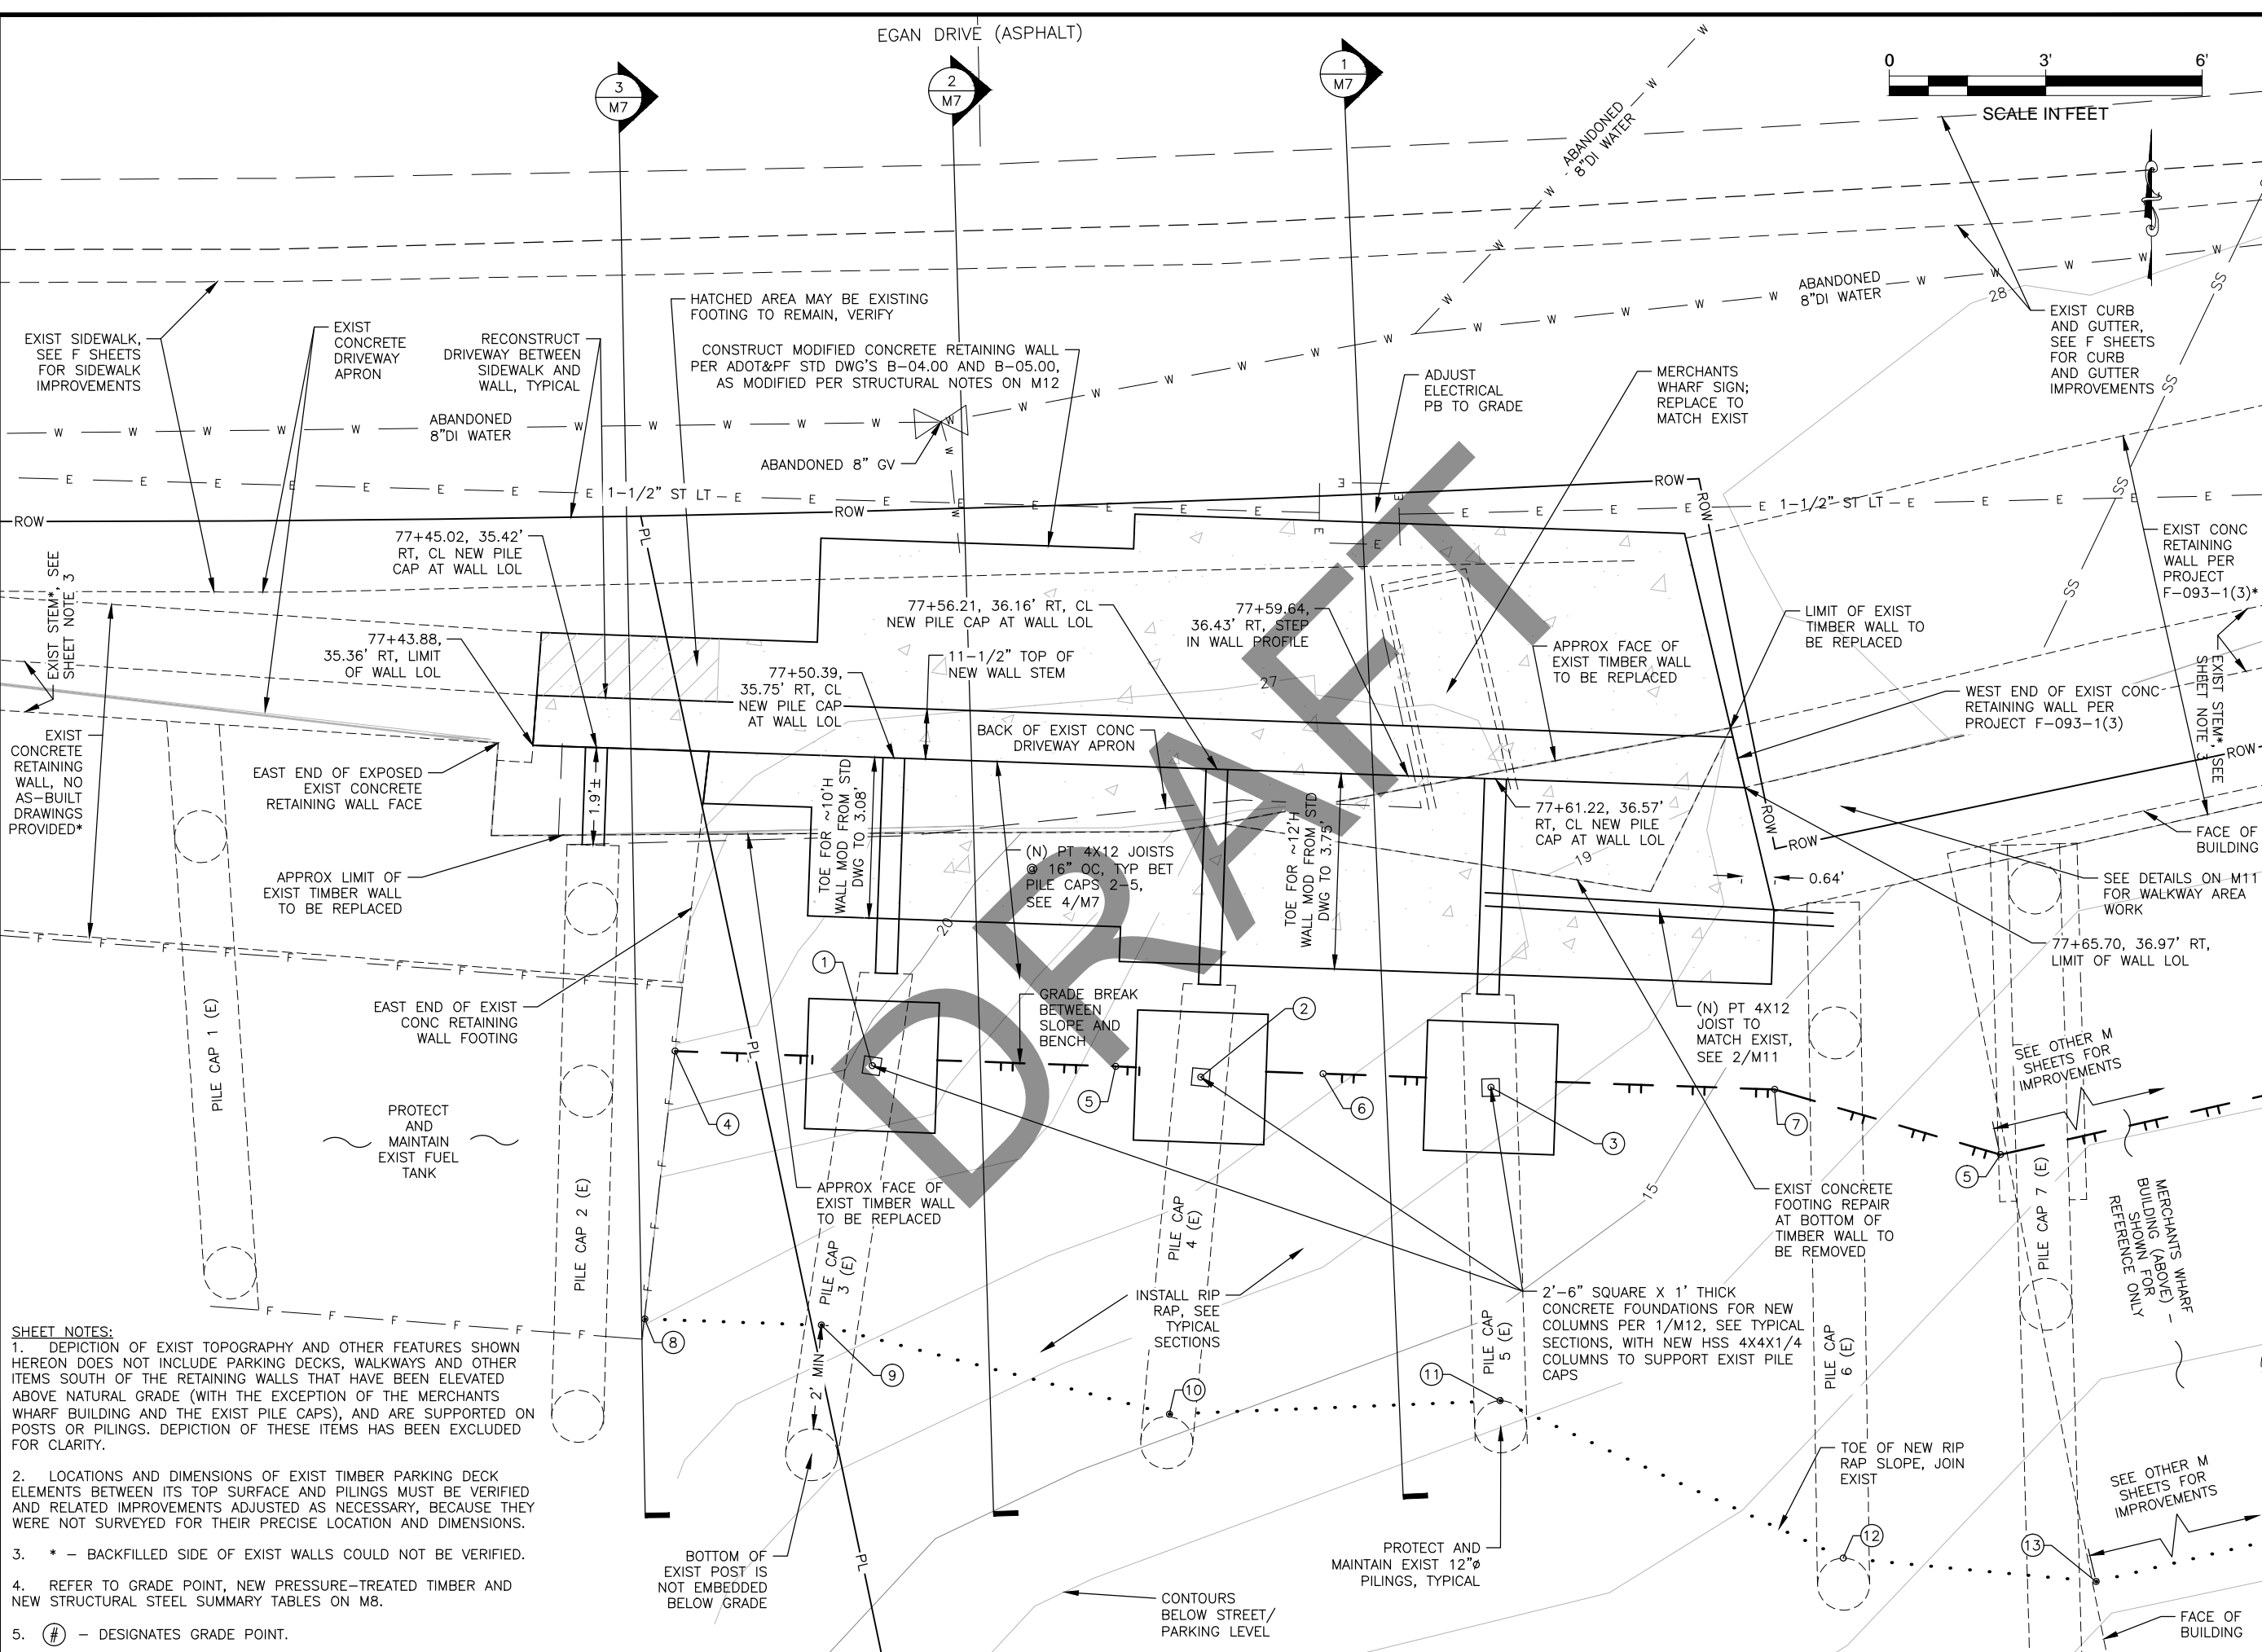 EGAN DRIVE (ASPHALT)
3
M7
2
M7
1
M7
0
3'
6'
SCALE IN FEET
EXIST SIDEWALK,
SEE F SHEETS
FOR SIDEWALK
IMPROVEMENTS
EXIST
CONCRETE
DRIVEWAY
APRON
RECONSTRUCT
DRIVEWAY BETWEEN
SIDEWALK AND
WALL, TYPICAL
HATCHED AREA MAY BE EXISTING
FOOTING TO REMAIN, VERIFY
CONSTRUCT MODIFIED CONCRETE RETAINING WALL
PER ADOT&PF STD DWG'S B-04.00 AND B-05.00,
AS MODIFIED PER STRUCTURAL NOTES ON M12
ABANDONED
8"DI WATER
ABANDONED
8"DI WATER
ABANDONED
8"DI WATER
ABANDONED 8" GV
ADJUST
ELECTRICAL
PB TO GRADE
MERCHANTS
WHARF SIGN;
REPLACE TO
MATCH EXIST
EXIST CURB
AND GUTTER,
SEE F SHEETS
FOR CURB
AND GUTTER
IMPROVEMENTS
28
1-1/2" ST LT
1-1/2" ST LT
ROW
ROW
ROW
ROW
ROW
ROW
ROW
PL
PL
PL
77+45.02, 35.42'
RT, CL NEW PILE
CAP AT WALL LOL
EXIST STEM*, SEE
SHEET NOTE 3
77+43.88,
35.36' RT, LIMIT
OF WALL LOL
77+50.39,
35.75' RT, CL
NEW PILE CAP
AT WALL LOL
11-1/2" TOP OF
NEW WALL STEM
77+56.21, 36.16' RT, CL
NEW PILE CAP AT WALL LOL
77+59.64,
36.43' RT, STEP
IN WALL PROFILE
APPROX FACE OF
EXIST TIMBER WALL
TO BE REPLACED
LIMIT OF EXIST
TIMBER WALL TO
BE REPLACED
EXIST CONC
RETAINING
WALL PER
PROJECT
F-093-1(3)*
EXIST STEM*, SEE
SHEET NOTE 3
WEST END OF EXIST CONC
RETAINING WALL PER
PROJECT F-093-1(3)
27
BACK OF EXIST CONC
DRIVEWAY APRON
EXIST
CONCRETE
RETAINING
WALL, NO
AS-BUILT
DRAWINGS
PROVIDED*
EAST END OF EXPOSED
EXIST CONCRETE
RETAINING WALL FACE
1.9'±
TOE FOR ~10'H
WALL MOD FROM STD
DWG TO 3.08'
TOE FOR ~12'H
WALL MOD FROM STD
DWG TO 3.75'
77+61.22, 36.57'
RT, CL NEW PILE
CAP AT WALL LOL
19
0.64'
FACE OF
BUILDING
SEE DETAILS ON M11
FOR WALKWAY AREA
WORK
77+65.70, 36.97' RT,
LIMIT OF WALL LOL
APPROX LIMIT OF
EXIST TIMBER WALL
TO BE REPLACED
(N) PT 4X12 JOISTS
@ 16" OC, TYP BET
PILE CAPS 2-5,
SEE 4/M7
20
EAST END OF EXIST
CONC RETAINING
WALL FOOTING
GRADE BREAK
BETWEEN
SLOPE AND
BENCH
(N) PT 4X12
JOIST TO
MATCH EXIST,
SEE 2/M11
SEE OTHER M
SHEETS FOR
IMPROVEMENTS
PROTECT
AND
MAINTAIN
EXIST FUEL
TANK
PILE CAP 1 (E)
PILE CAP 2 (E)
PILE CAP
3 (E)
PILE CAP
4 (E)
PILE CAP
5 (E)
PILE CAP
6 (E)
PILE CAP 7 (E)
1
2
3
4
5
6
7
5
8
9
10
11
12
13
15
APPROX FACE OF
EXIST TIMBER WALL
TO BE REPLACED
EXIST CONCRETE
FOOTING REPAIR
AT BOTTOM OF
TIMBER WALL TO
BE REMOVED
MERCHANTS WHARF
BUILDING (ABOVE) -
SHOWN FOR
REFERENCE ONLY
INSTALL RIP
RAP, SEE
TYPICAL
SECTIONS
2'-6" SQUARE X 1' THICK
CONCRETE FOUNDATIONS FOR NEW
COLUMNS PER 1/M12, SEE TYPICAL
SECTIONS, WITH NEW HSS 4X4X1/4
COLUMNS TO SUPPORT EXIST PILE
CAPS
2' MIN
TOE OF NEW RIP
RAP SLOPE, JOIN
EXIST
SEE OTHER M
SHEETS FOR
IMPROVEMENTS
BOTTOM OF
EXIST POST IS
NOT EMBEDDED
BELOW GRADE
PROTECT AND
MAINTAIN EXIST 12"ø
PILINGS, TYPICAL
CONTOURS
BELOW STREET/
PARKING LEVEL
FACE OF
BUILDING
SHEET NOTES:
1. DEPICTION OF EXIST TOPOGRAPHY AND OTHER FEATURES SHOWN
HEREON DOES NOT INCLUDE PARKING DECKS, WALKWAYS AND OTHER
ITEMS SOUTH OF THE RETAINING WALLS THAT HAVE BEEN ELEVATED
ABOVE NATURAL GRADE (WITH THE EXCEPTION OF THE MERCHANTS
WHARF BUILDING AND THE EXIST PILE CAPS), AND ARE SUPPORTED ON
POSTS OR PILINGS. DEPICTION OF THESE ITEMS HAS BEEN EXCLUDED
FOR CLARITY.
2. LOCATIONS AND DIMENSIONS OF EXIST TIMBER PARKING DECK
ELEMENTS BETWEEN ITS TOP SURFACE AND PILINGS MUST BE VERIFIED
AND RELATED IMPROVEMENTS ADJUSTED AS NECESSARY, BECAUSE THEY
WERE NOT SURVEYED FOR THEIR PRECISE LOCATION AND DIMENSIONS.
3. * - BACKFILLED SIDE OF EXIST WALLS COULD NOT BE VERIFIED.
4. REFER TO GRADE POINT, NEW PRESSURE-TREATED TIMBER AND
NEW STRUCTURAL STEEL SUMMARY TABLES ON M8.
5. # - DESIGNATES GRADE POINT.
DRAFT